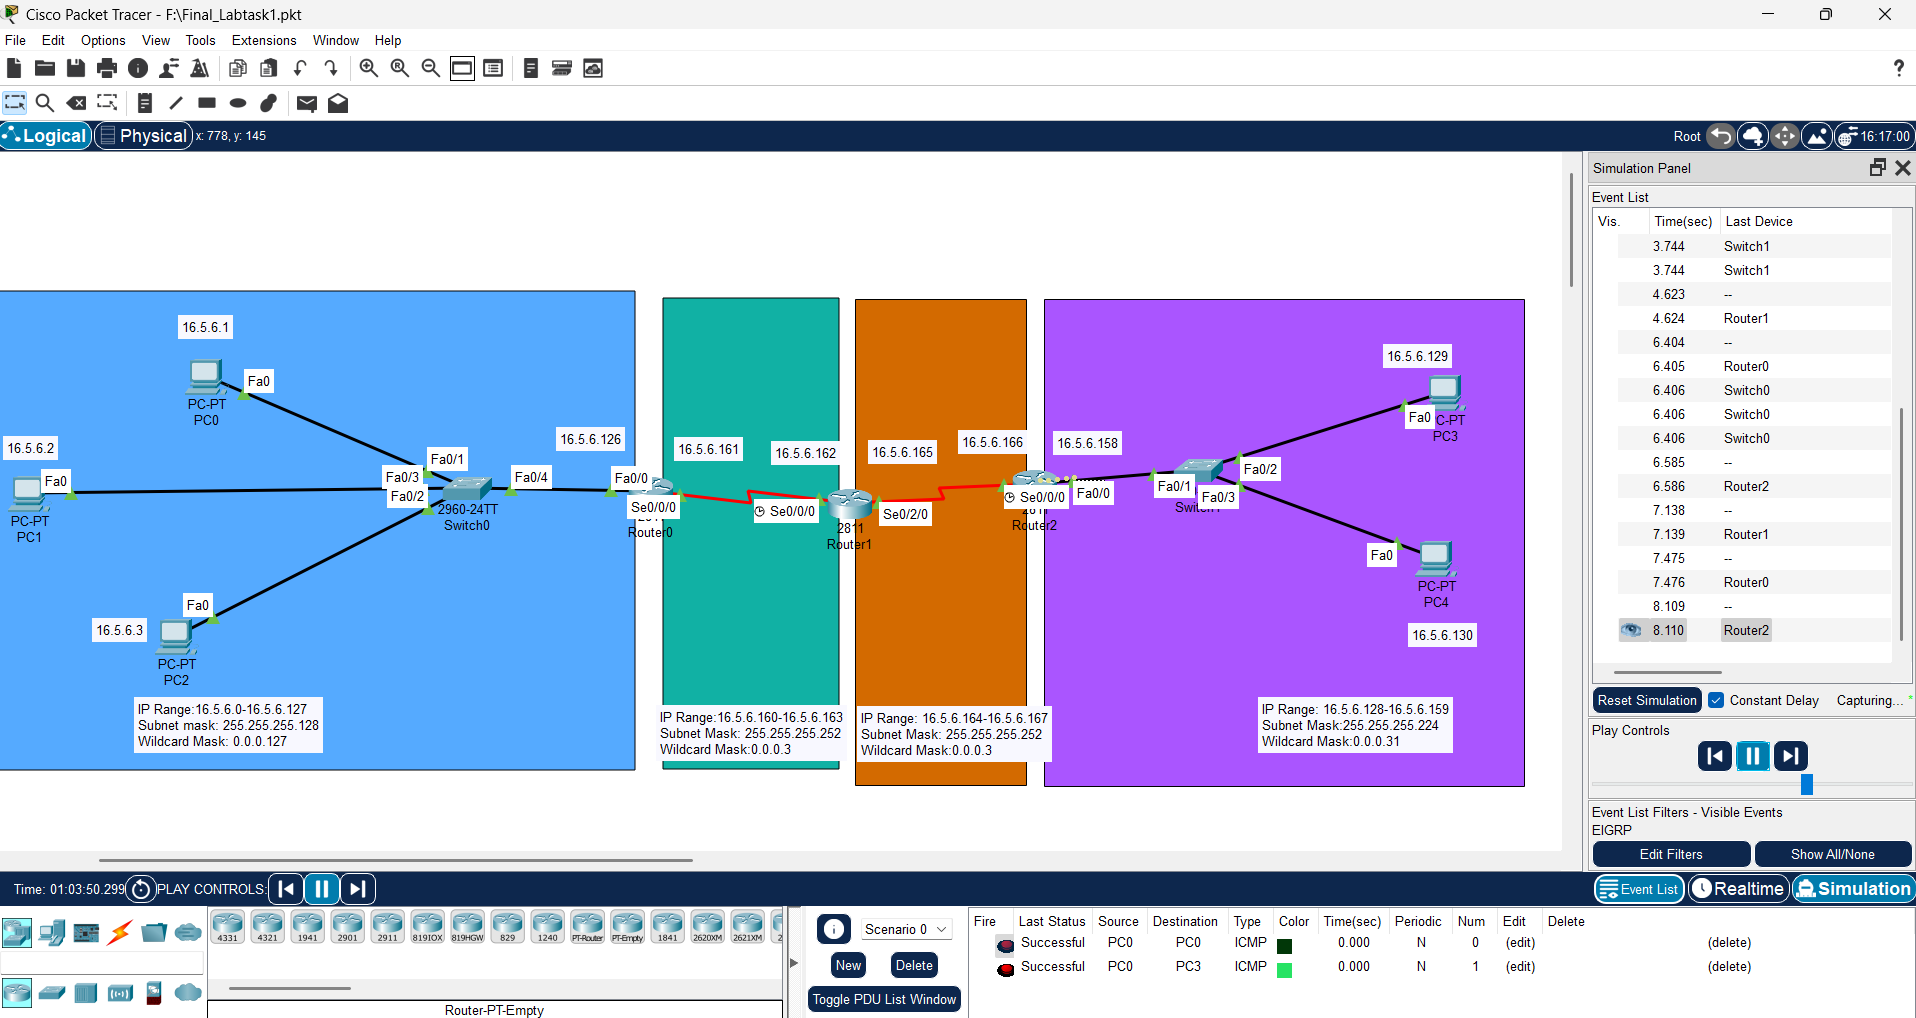 Cisco Packet Tracer - F:\Final_Labtask1.pkt
File Edit Options View Tools Extensions Window Help
?
Logical Physical x: 778, y: 145
Root 16:17:00
16.5.6.1
Fa0
PC-PT
PC0
16.5.6.2
Fa0
PC-PT
PC1
16.5.6.3
Fa0
PC-PT
PC2
Fa0/3
Fa0/1
Fa0/2
Fa0/4
2960-24TT
Switch0
16.5.6.126
Fa0/0
Se0/0/0
Router0
IP Range:16.5.6.0-16.5.6.127
Subnet mask: 255.255.255.128
Wildcard Mask: 0.0.0.127
16.5.6.161
16.5.6.162
Se0/0/0
2811
Router1
IP Range:16.5.6.160-16.5.6.163
Subnet Mask: 255.255.255.252
Wildcard Mask:0.0.0.3
16.5.6.165
16.5.6.166
Se0/2/0
Se0/0/0
Router2
IP Range: 16.5.6.164-16.5.6.167
Subnet Mask: 255.255.255.252
Wildcard Mask:0.0.0.3
16.5.6.158
Fa0/0
Fa0/1
Fa0/2
Fa0/3
16.5.6.129
Fa0
C-PT
PC3
Fa0
PC-PT
PC4
16.5.6.130
IP Range: 16.5.6.128-16.5.6.159
Subnet Mask:255.255.255.224
Wildcard Mask:0.0.0.31
Simulation Panel
Event List
Vis. Time(sec) Last Device
3.744 Switch1
3.744 Switch1
4.623 --
4.624 Router1
6.404 --
6.405 Router0
6.406 Switch0
6.406 Switch0
6.406 Switch0
6.585 --
6.586 Router2
7.138 --
7.139 Router1
7.475 --
7.476 Router0
8.109 --
8.110 Router2
Reset Simulation Constant Delay Capturing...
Play Controls
Event List Filters - Visible Events
EIGRP
Edit Filters Show All/None
Time: 01:03:50.299 PLAY CONTROLS:
Event List Realtime Simulation
4331 4321 1941 2901 2911 819IOX 819HGW 829 1240 PT-Router PT-Empty 1841 2620XM 2621XM 2
Router-PT-Empty
Scenario 0
New Delete
Toggle PDU List Window
Fire Last Status Source Destination Type Color Time(sec) Periodic Num Edit Delete
Successful PC0 PC0 ICMP 0.000 N 0 (edit) (delete)
Successful PC0 PC3 ICMP 0.000 N 1 (edit) (delete)